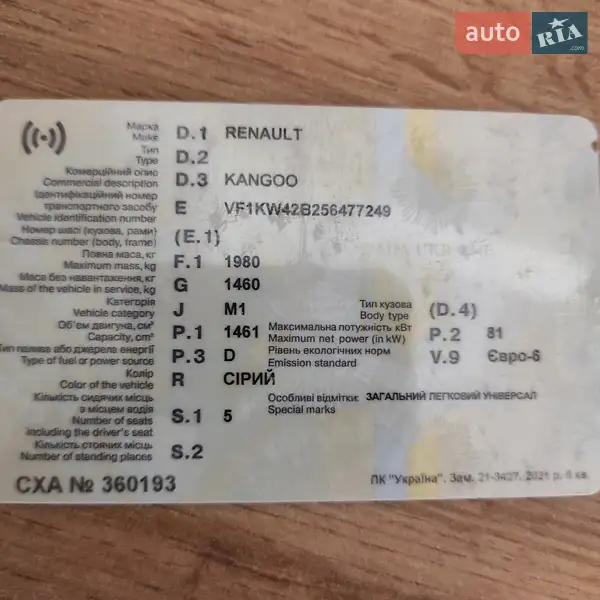 auto RIA.com
Марка D.1 RENAULT
Make
Тип D.2
Type
Комерційний опис D.3 KANGOO
Commercial description
Ідентифікаційний номер
транспортного засобу E VF1KW42B256477249
Vehicle identification number
Номер шасі (кузова, рами) (E.1)
Chassis number (body, frame)
Повна маса, кг F.1 1980
Maximum mass, kg
Маса без навантаження, кг G 1460
Mass of the vehicle in service, kg
Категорія J M1 Тип кузова (D.4)
Vehicle category Body type
Об'єм двигуна, см³ P.1 1461 Максимальна потужність кВт P.2 81
Capacity, cm³ Maximum net power (in kW)
Тип палива або джерела енергії P.3 D Рівень екологічних норм V.9 Євро-6
Type of fuel or power source Emission standard
Колір R СІРИЙ
Color of the vehicle
Кількість сидячих місць Особливі відмітки: ЗАГАЛЬНИЙ ЛЕГКОВИЙ УНІВЕРСАЛ
з місцем водія S.1 5 Special marks
Number of seats
including the driver's seat
Кількість стоячих місць S.2
Number of standing places
СХА № 360193 ПК "Україна". Зам. 21-3427. 2021 р. II кв.